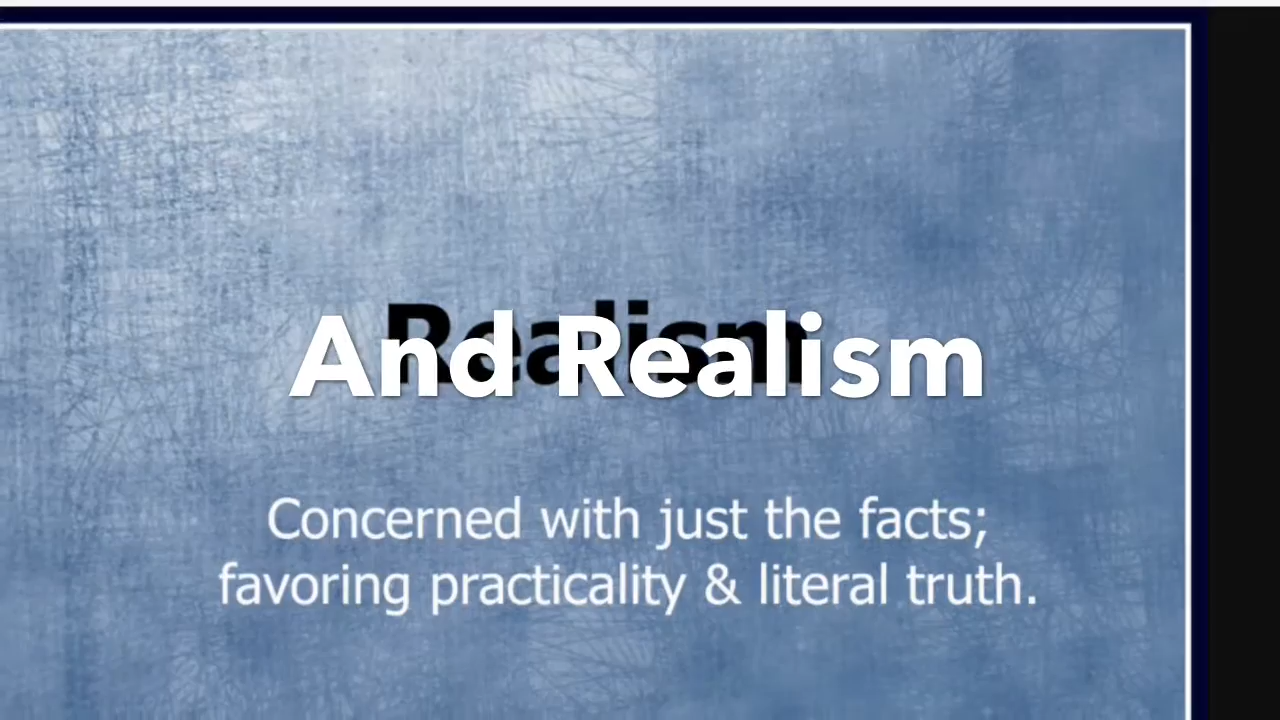 Realism
And Realism
Concerned with just the facts;
favoring practicality & literal truth.